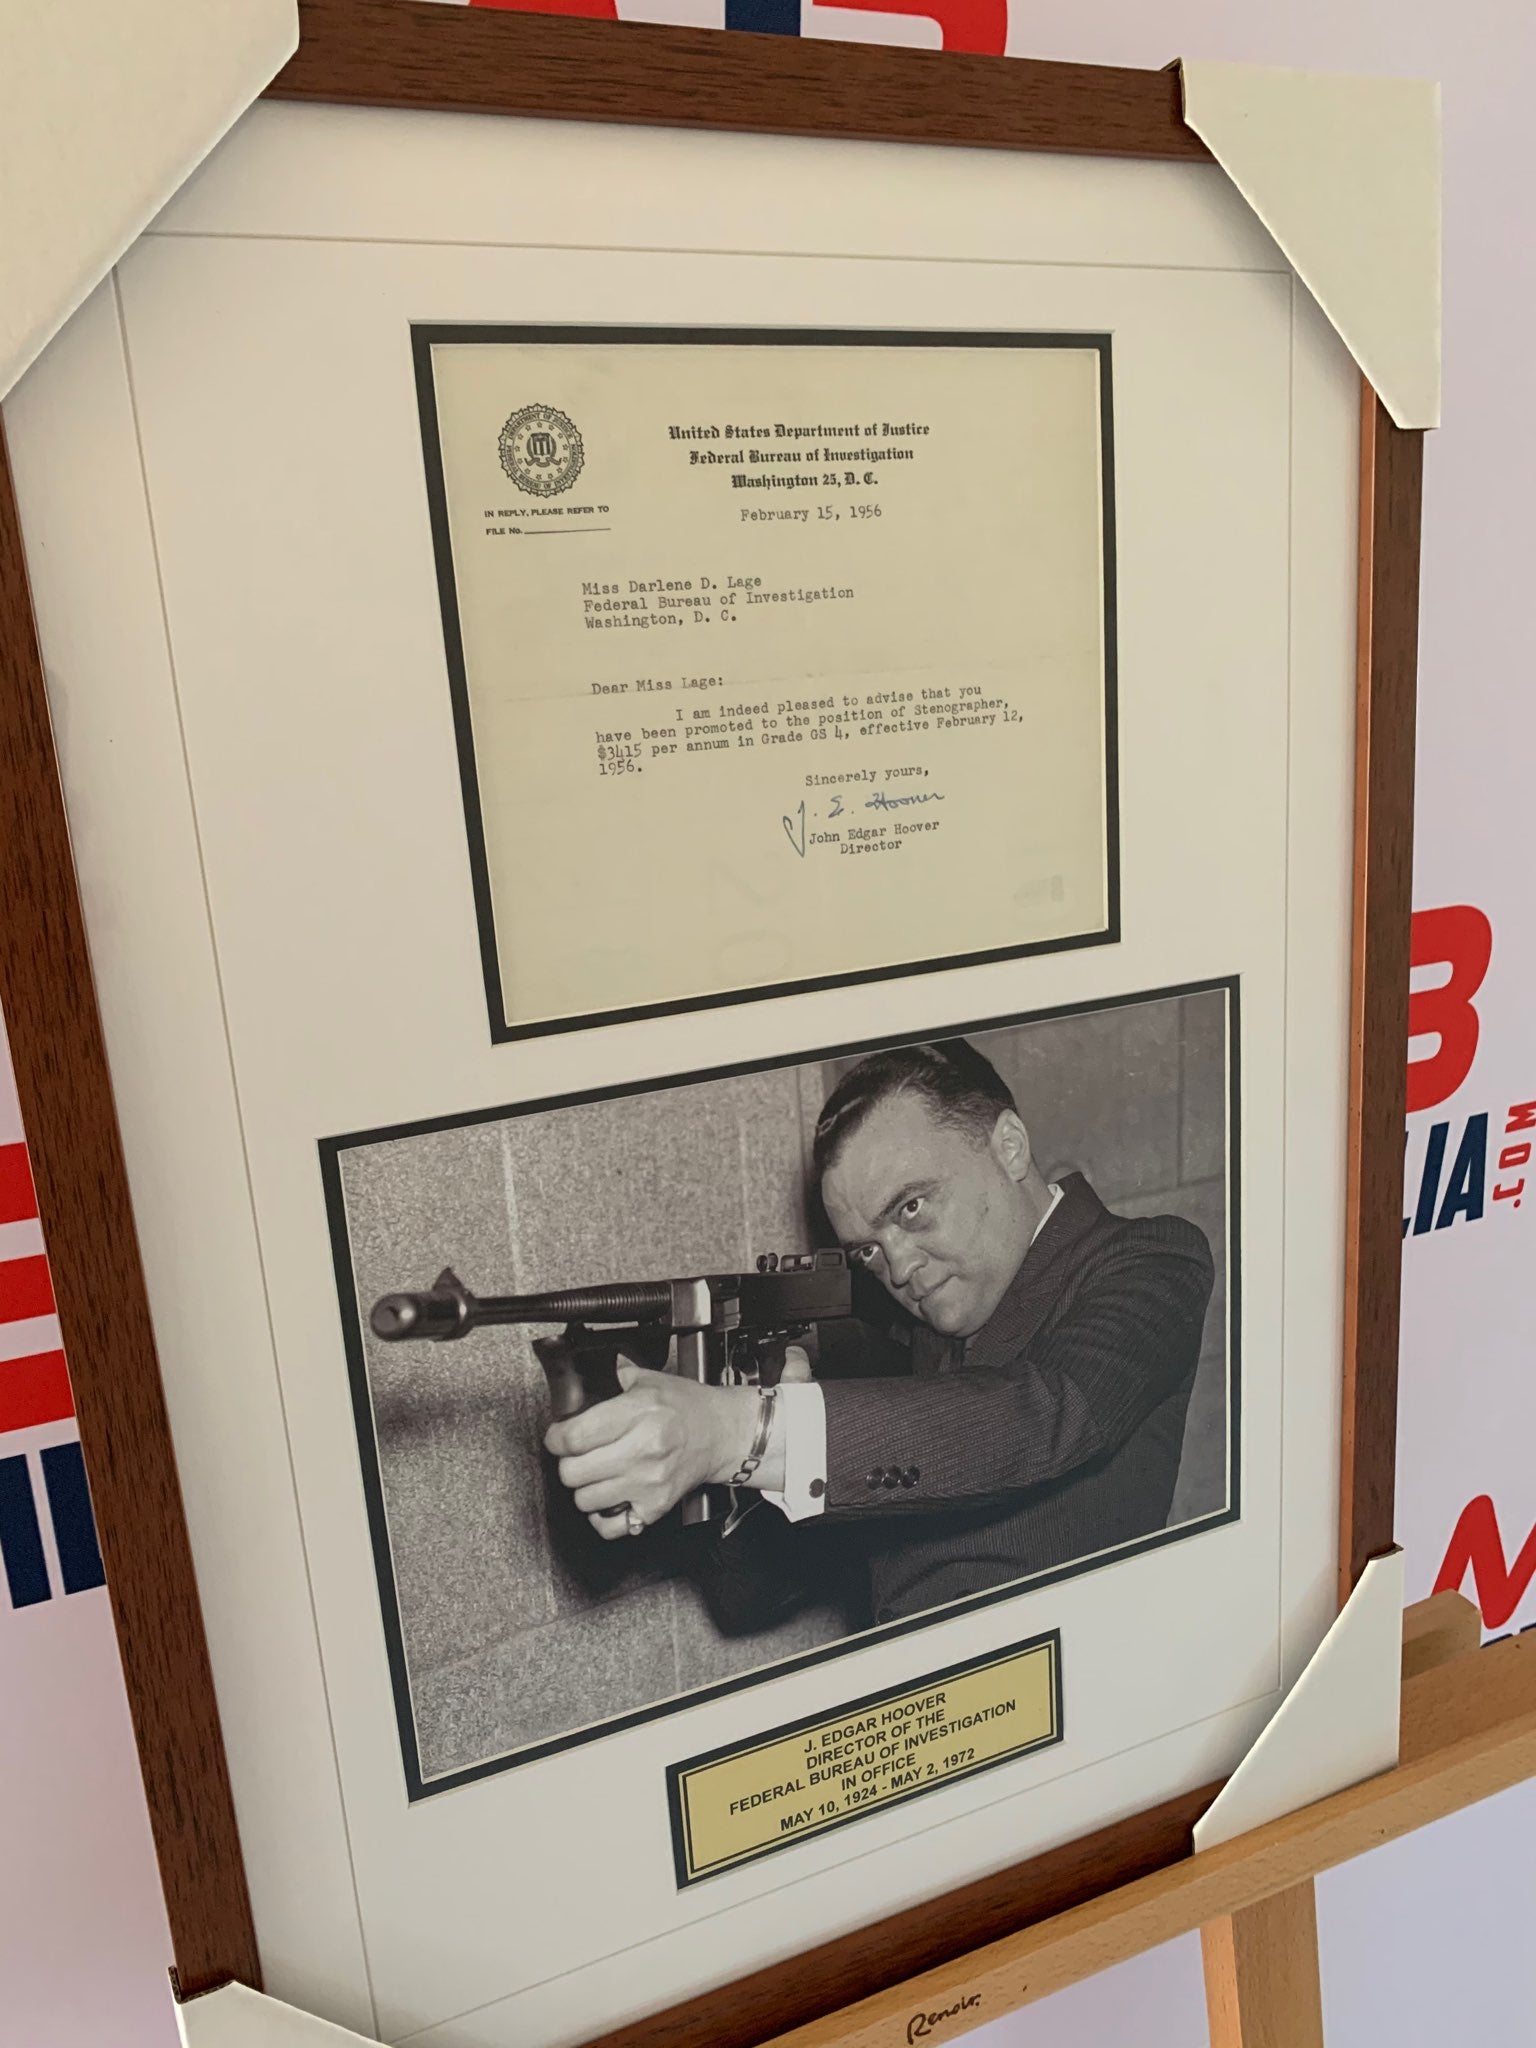 United States Department of Justice
Federal Bureau of Investigation
Washington 25, D. C.
IN REPLY, PLEASE REFER TO
FILE No.
February 15, 1956
Miss Darlene D. Lage
Federal Bureau of Investigation
Washington, D. C.
Dear Miss Lage:
I am indeed pleased to advise that you
have been promoted to the position of Stenographer,
$3415 per annum in Grade GS 4, effective February 12,
1956.
Sincerely yours,
J. E. Hoover
John Edgar Hoover
Director
J. EDGAR HOOVER
DIRECTOR OF THE
FEDERAL BUREAU OF INVESTIGATION
IN OFFICE
MAY 10, 1924 - MAY 2, 1972
B
LIA
.COM
M
Renoir.